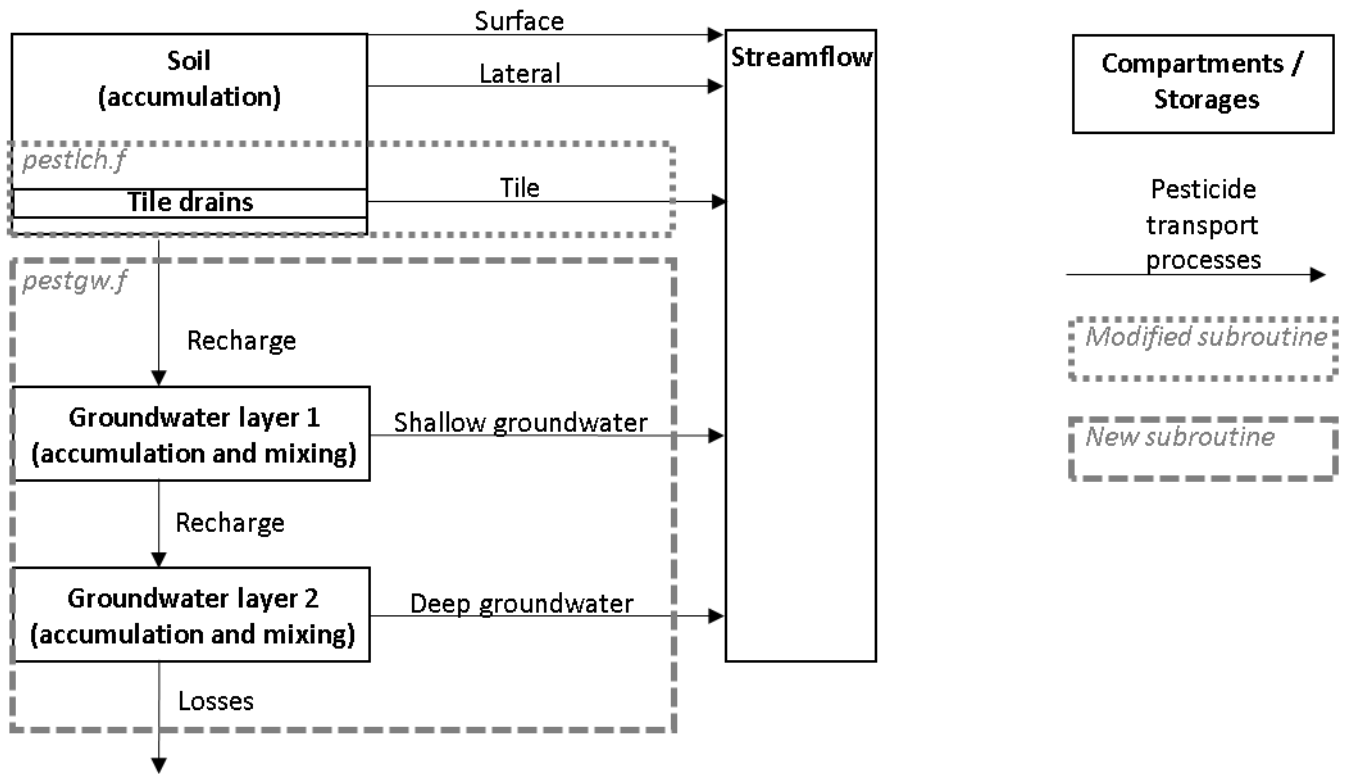 Surface
Soil
(accumulation)
Lateral
Streamflow
pestlch.f
Tile drains
Tile
pestgw.f
Recharge
Groundwater layer 1
(accumulation and mixing)
Shallow groundwater
Recharge
Groundwater layer 2
(accumulation and mixing)
Deep groundwater
Losses
Compartments /
Storages
Pesticide
transport
processes
Modified subroutine
New subroutine